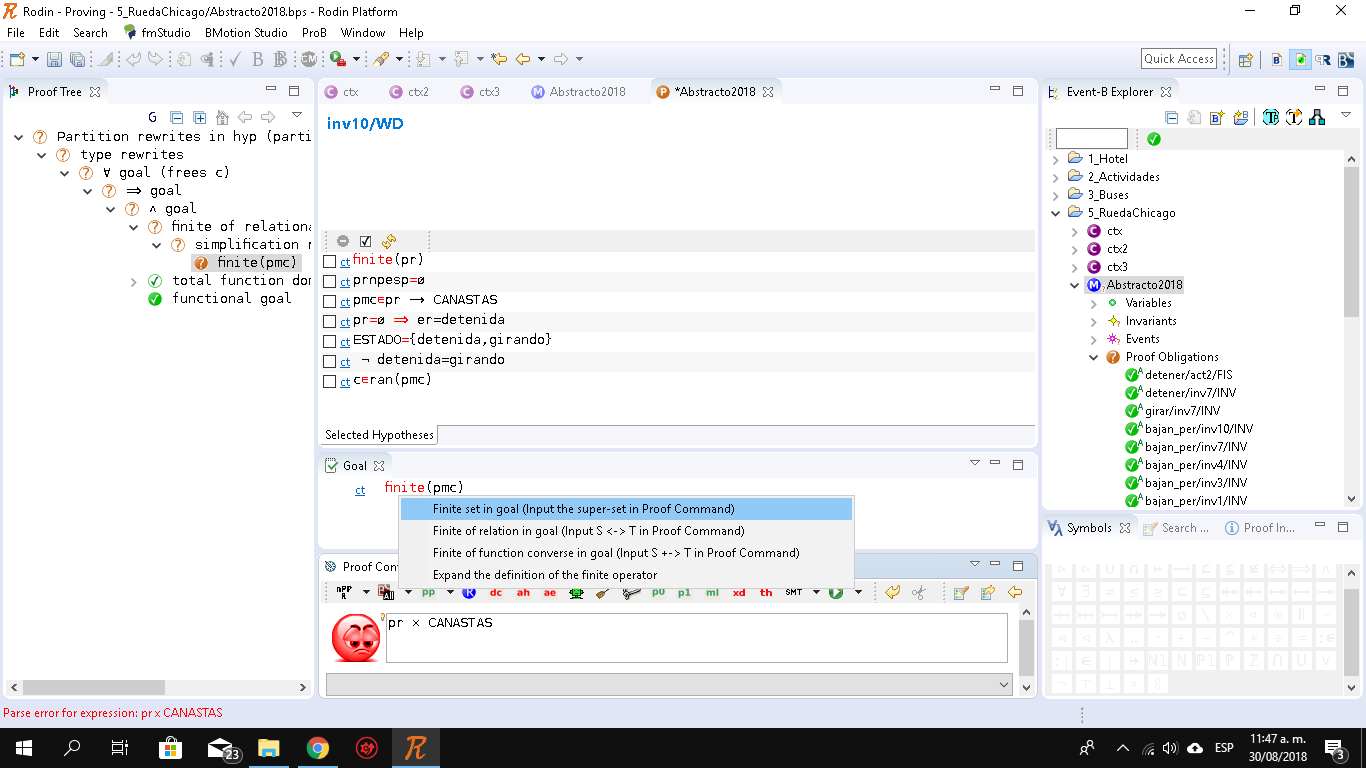 Rodin - Proving - 5_RuedaChicago/Abstracto2018.bps - Rodin Platform
File Edit Search fmStudio BMotion Studio ProB Window Help
Quick Access
Proof Tree
G
Partition rewrites in hyp (parti
type rewrites
∀ goal (frees c)
⇒ goal
∧ goal
finite of relationa
simplification r
finite(pmc)
total function dom
functional goal
ctx ctx2 ctx3 Abstracto2018 *Abstracto2018
inv10/WD
ct finite(pr)
ct prnpesp=∅
ct pmc∈pr → CANASTAS
ct pr=∅ ⇒ er=detenida
ct ESTADO={detenida,girando}
ct ¬ detenida=girando
ct c∈ran(pmc)
Selected Hypotheses
Goal
ct finite(pmc)
Finite set in goal (Input the super-set in Proof Command)
Finite of relation in goal (Input S <-> T in Proof Command)
Finite of function converse in goal (Input S +-> T in Proof Command)
Expand the definition of the finite operator
Proof Con
nPP R All pp R dc ah ae p0 p1 ml xd th SMT
pr × CANASTAS
Event-B Explorer
1_Hotel
2_Actividades
3_Buses
5_RuedaChicago
ctx
ctx2
ctx3
Abstracto2018
Variables
Invariants
Events
Proof Obligations
detener/act2/FIS
detener/inv7/INV
girar/inv7/INV
bajan_per/inv10/INV
bajan_per/inv7/INV
bajan_per/inv4/INV
bajan_per/inv3/INV
bajan_per/inv1/INV
Symbols Search ... Proof In...
Parse error for expression: pr x CANASTAS
23
ESP
11:47 a. m.
30/08/2018
3